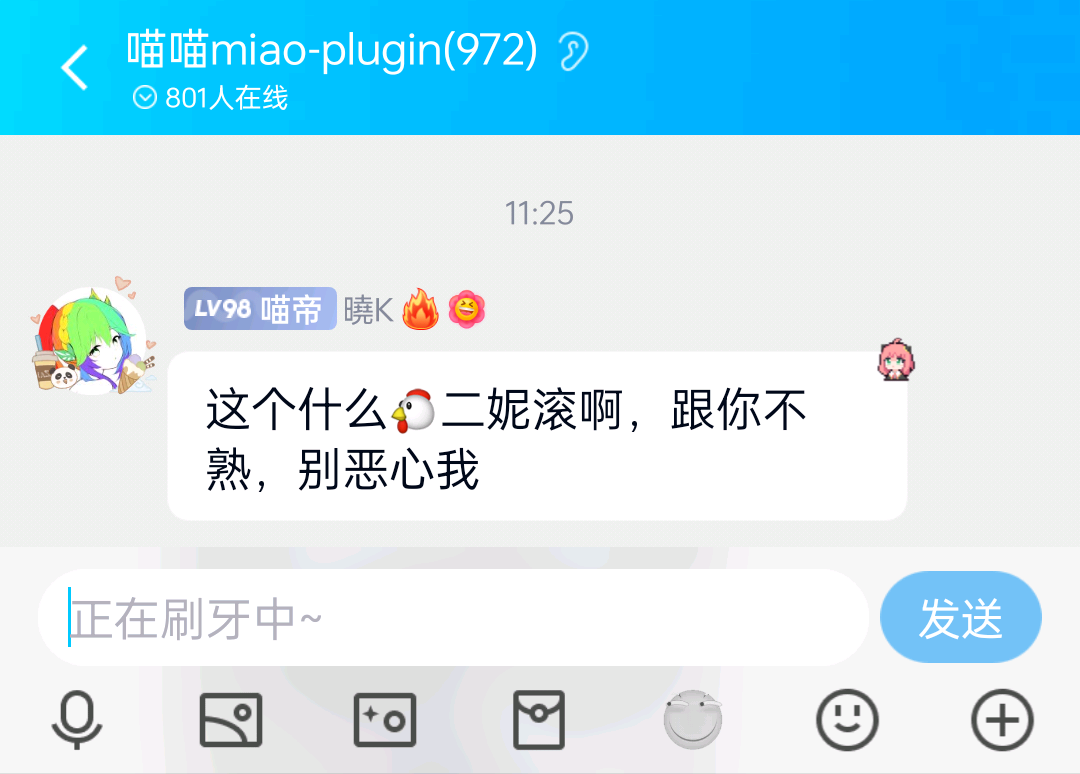 喵喵miao-plugin(972)
801人在线
11:25
LV98 喵帝 曉K🔥
这个什么🐔二妮滚啊，跟你不
熟，别恶心我
正在刷牙中~
发送